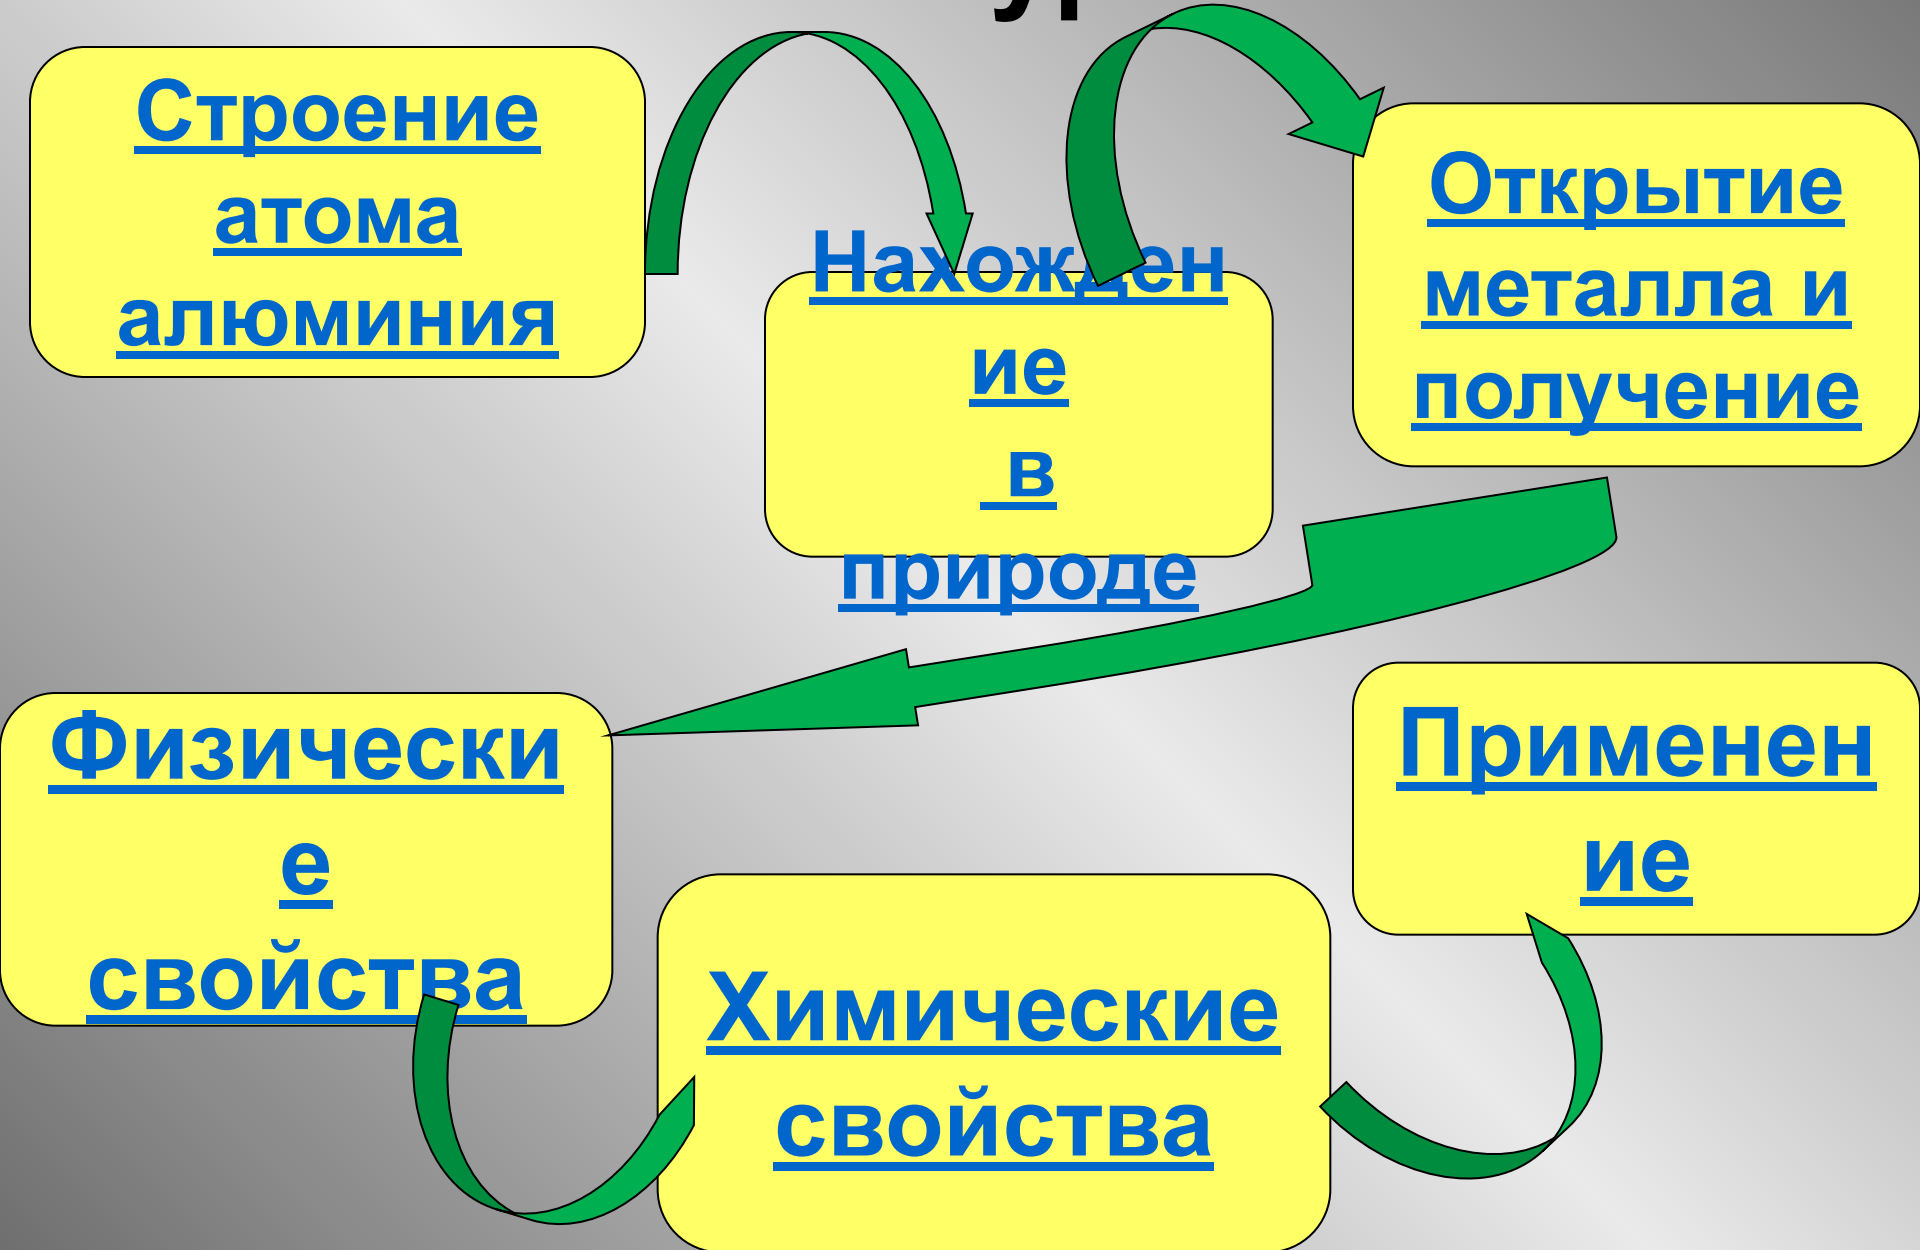 Строение
атома
алюминия
Нахожден
ие
в
природе
Открытие
металла и
получение
Физически
е
свойства
Химические
свойства
Применен
ие